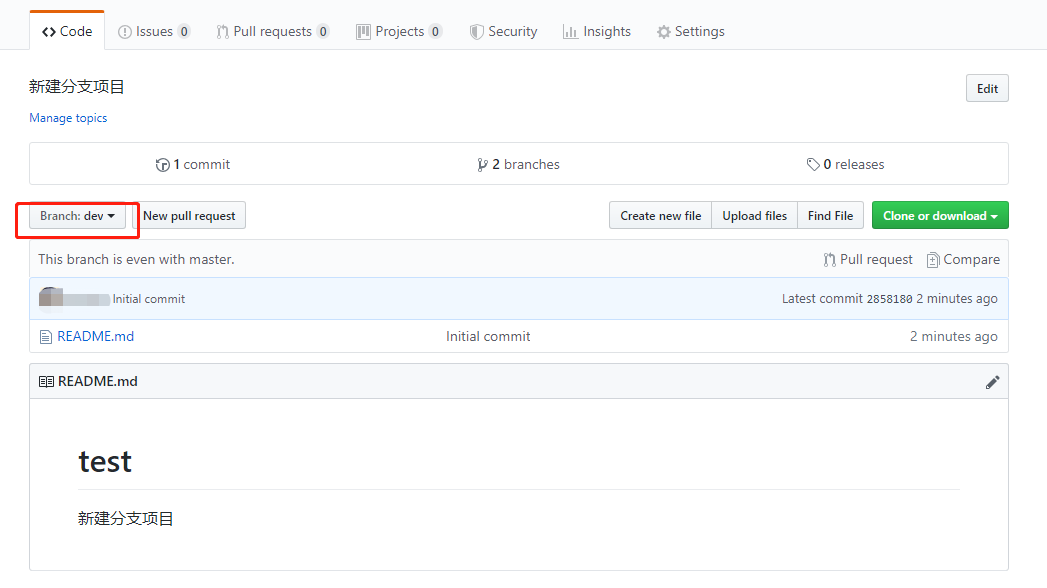 Code Issues 0 Pull requests 0 Projects 0 Security Insights Settings
新建分支项目 Edit
Manage topics
1 commit 2 branches 0 releases
Branch: dev New pull request Create new file Upload files Find File Clone or download
This branch is even with master. Pull request Compare
Initial commit Latest commit 2858180 2 minutes ago
README.md Initial commit 2 minutes ago
README.md
test
新建分支项目